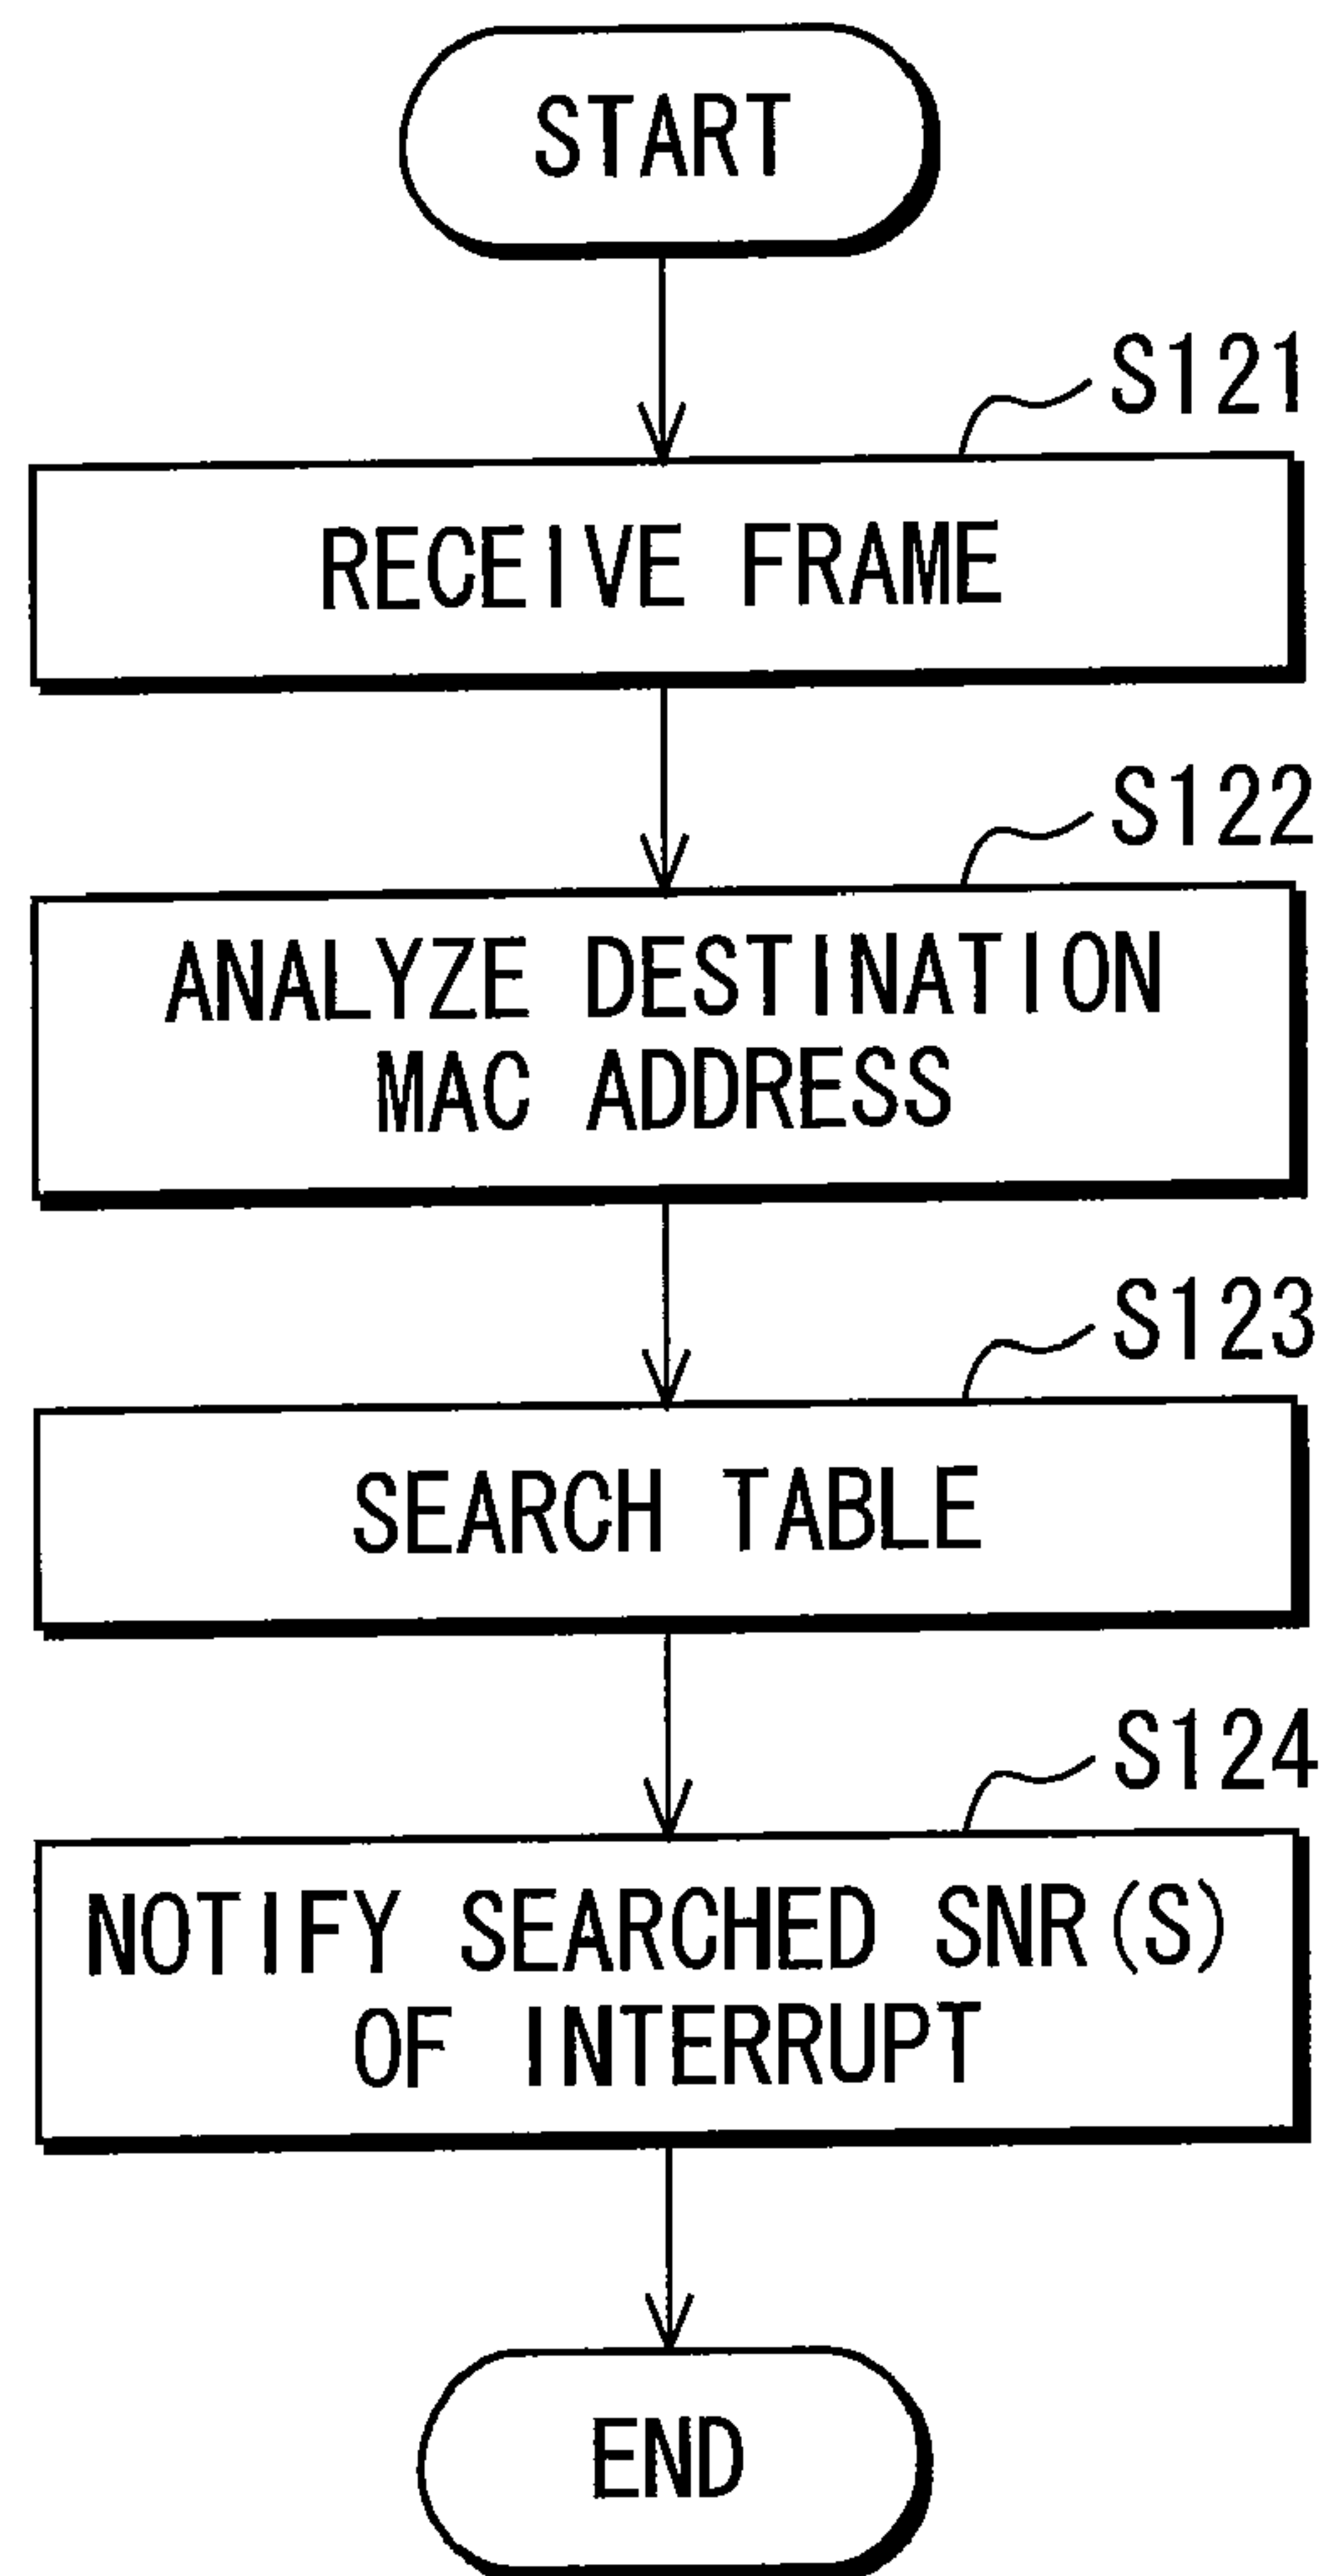 START
S121
RECEIVE FRAME
S122
ANALYZE DESTINATION
MAC ADDRESS
S123
SEARCH TABLE
S124
NOTIFY SEARCHED SNR(S)
OF INTERRUPT
END